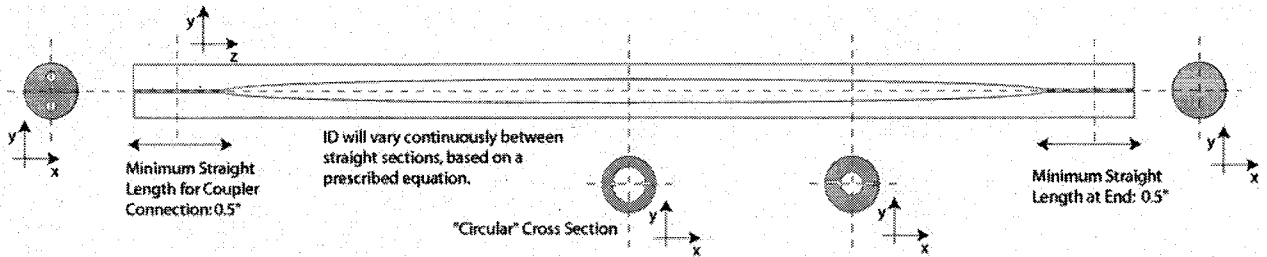 y
z
y
x
ID will vary continuously between
straight sections, based on a
prescribed equation.
Minimum Straight
Length for Coupler
Connection: 0.5"
"Circular" Cross Section
y
x
y
x
Minimum Straight
Length at End: 0.5"
y
x